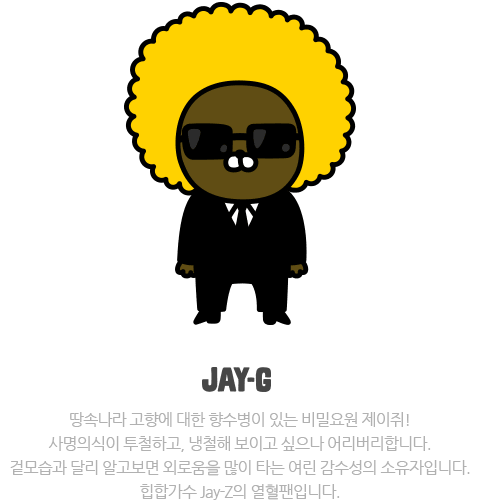 JAY-G
땅속나라 고향에 대한 향수병이 있는 비밀요원 제이쥐!
사명의식이 투철하고, 냉철해 보이고 싶으나 어리버리합니다.
겉모습과 달리 알고보면 외로움을 많이 타는 여린 감수성의 소유자입니다.
힙합가수 Jay-Z의 열혈팬입니다.